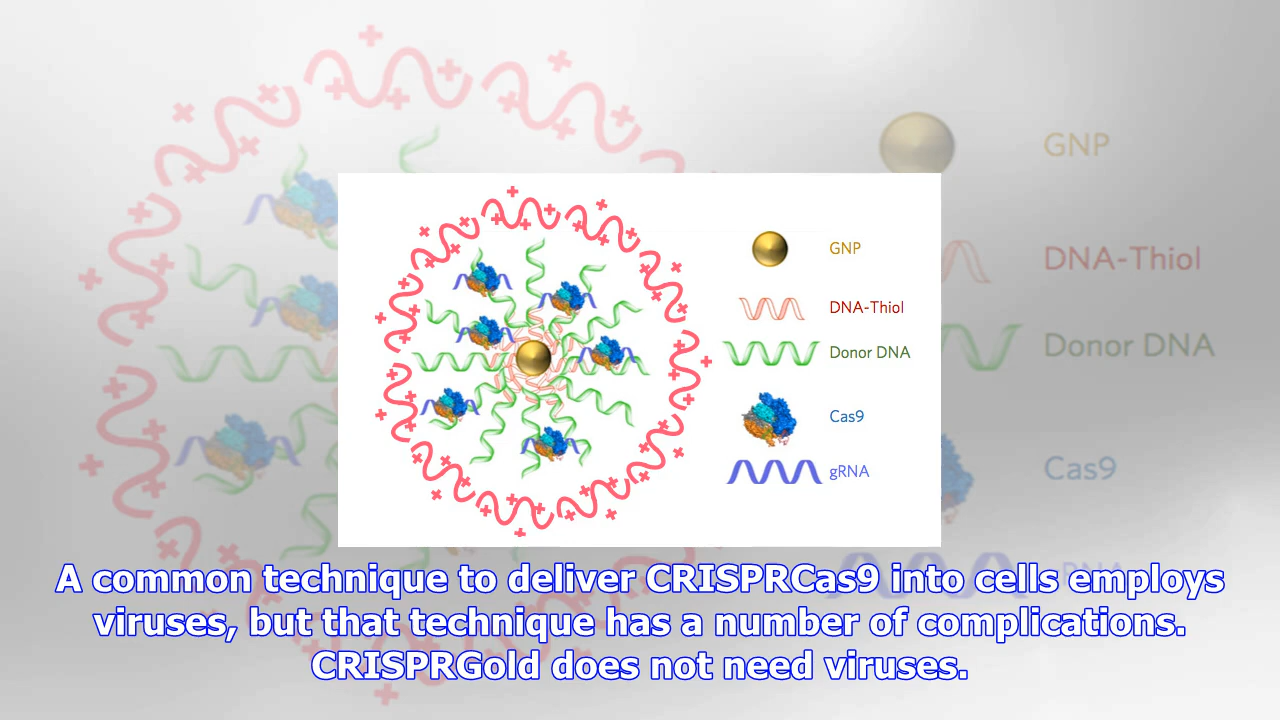 GNP
DNA-Thiol
Donor DNA
Cas9
gRNA
GNP
DNA-Thiol
Donor DNA
Cas9
A common technique to deliver CRISPRCas9 into cells employs
viruses, but that technique has a number of complications.
CRISPRGold does not need viruses.